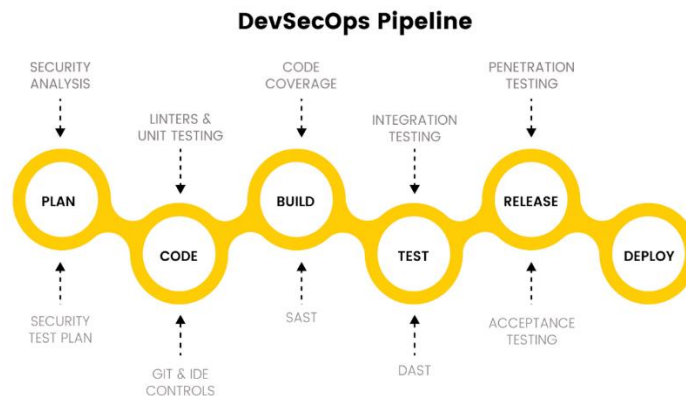 DevSecOps Pipeline
SECURITY
ANALYSIS
CODE
COVERAGE
PENETRATION
TESTING
LINTERS &
UNIT TESTING
INTEGRATION
TESTING
PLAN
BUILD
RELEASE
CODE
TEST
DEPLOY
SECURITY
TEST PLAN
SAST
ACCEPTANCE
TESTING
GIT & IDE
CONTROLS
DAST